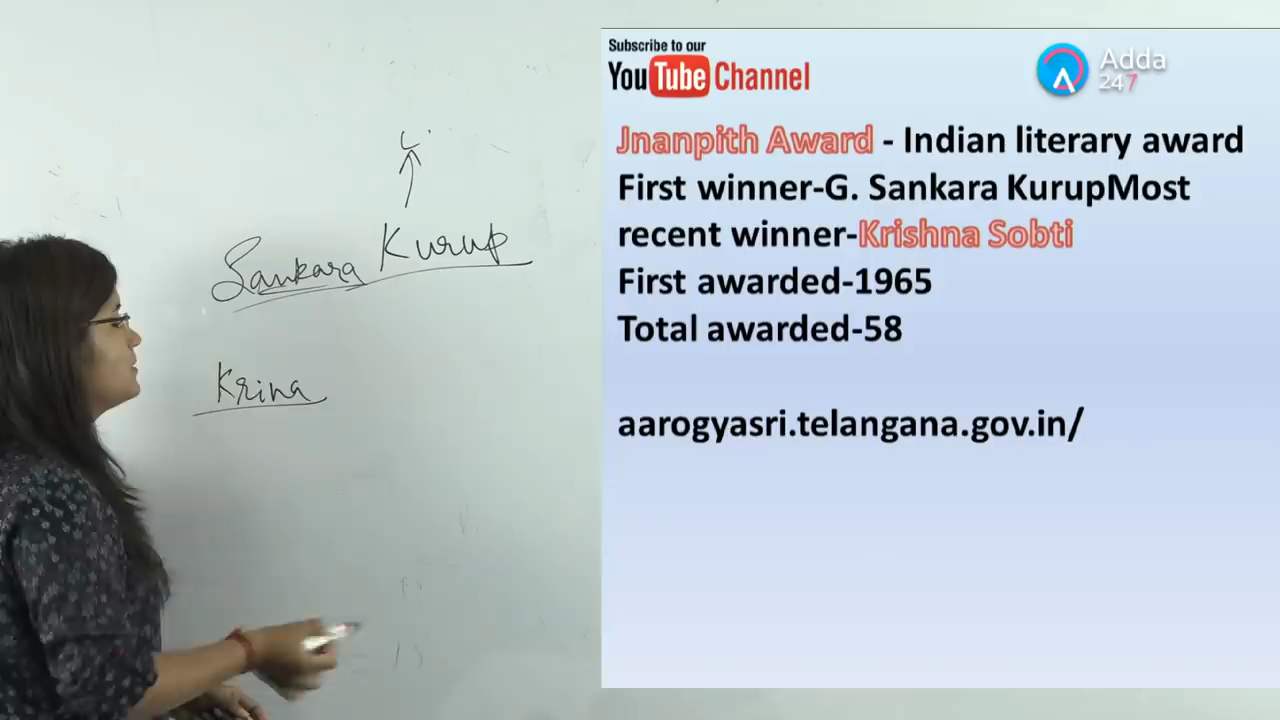 Sankara Kurup
Krina
Subscribe to our
YouTube Channel
Adda
247
Jnanpith Award - Indian literary award
First winner-G. Sankara KurupMost
recent winner-Krishna Sobti
First awarded-1965
Total awarded-58
aarogyasri.telangana.gov.in/